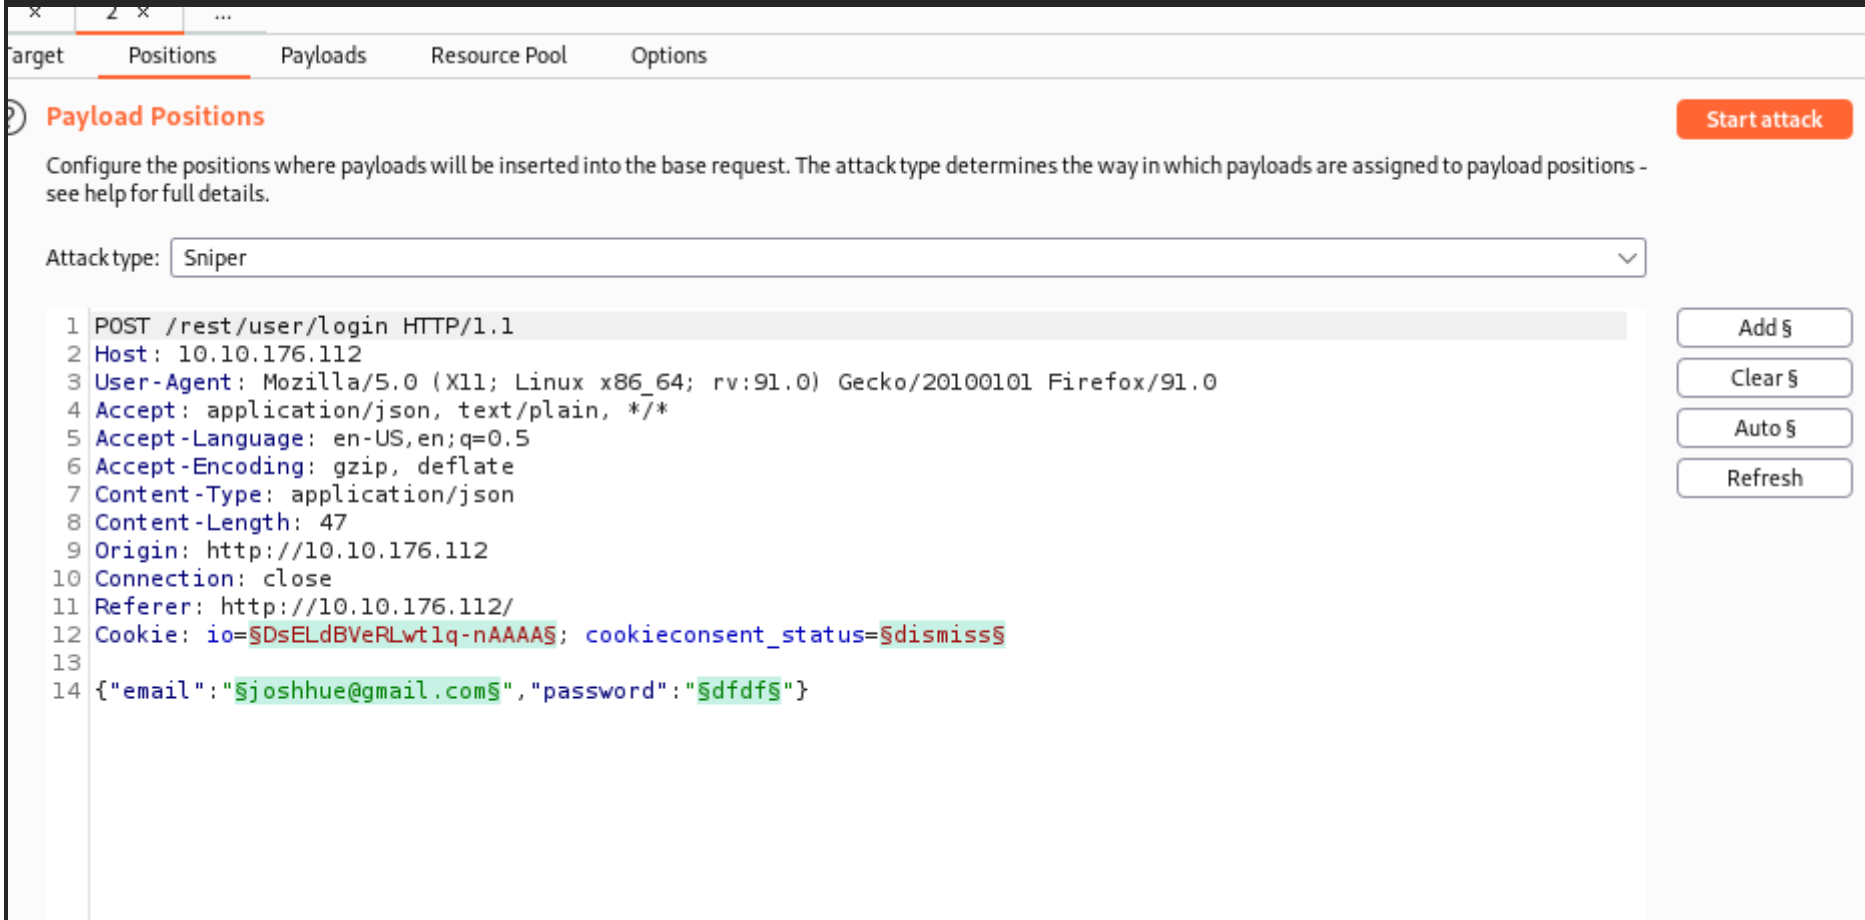 × 2 × ...
Target Positions Payloads Resource Pool Options
? Payload Positions Start attack
Configure the positions where payloads will be inserted into the base request. The attack type determines the way in which payloads are assigned to payload positions -
see help for full details.
Attack type: Sniper
1 POST /rest/user/login HTTP/1.1
2 Host: 10.10.176.112
3 User-Agent: Mozilla/5.0 (X11; Linux x86_64; rv:91.0) Gecko/20100101 Firefox/91.0
4 Accept: application/json, text/plain, */*
5 Accept-Language: en-US,en;q=0.5
6 Accept-Encoding: gzip, deflate
7 Content-Type: application/json
8 Content-Length: 47
9 Origin: http://10.10.176.112
10 Connection: close
11 Referer: http://10.10.176.112/
12 Cookie: io=§DsELdBVeRLwt1q-nAAAA§; cookieconsent_status=§dismiss§
13
14 {"email":"§joshhue@gmail.com§","password":"§dfdf§"}
Add §
Clear §
Auto §
Refresh